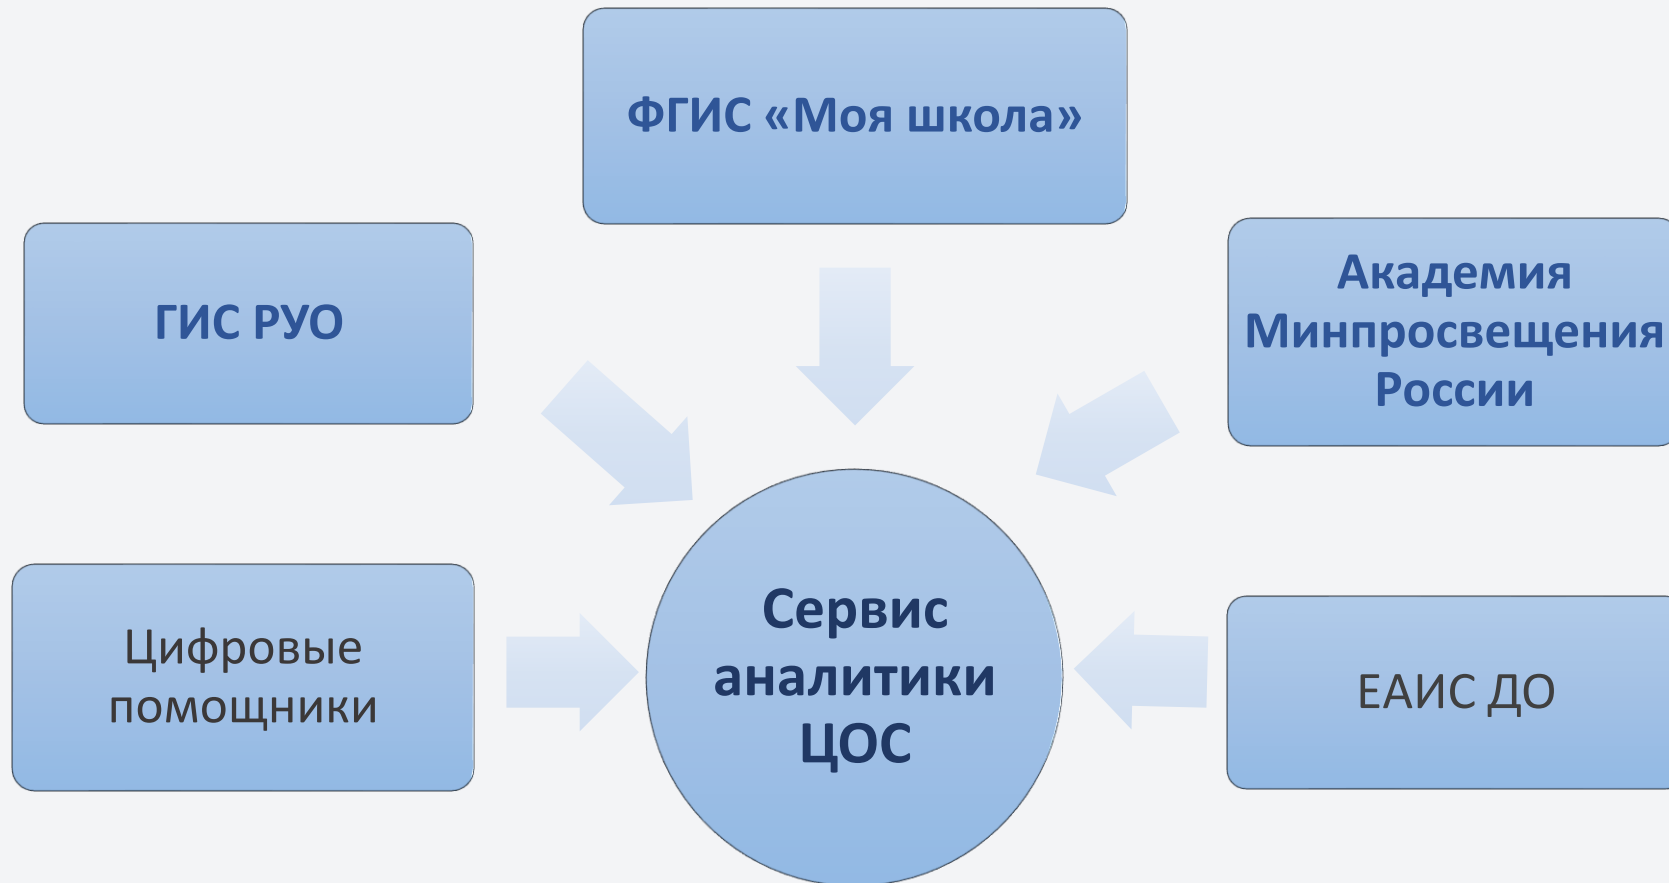 ФГИС «Моя школа»
ГИС РУО
Академия
Минпросвещения
России
Цифровые
помощники
Сервис
аналитики
ЦОС
ЕАИС ДО